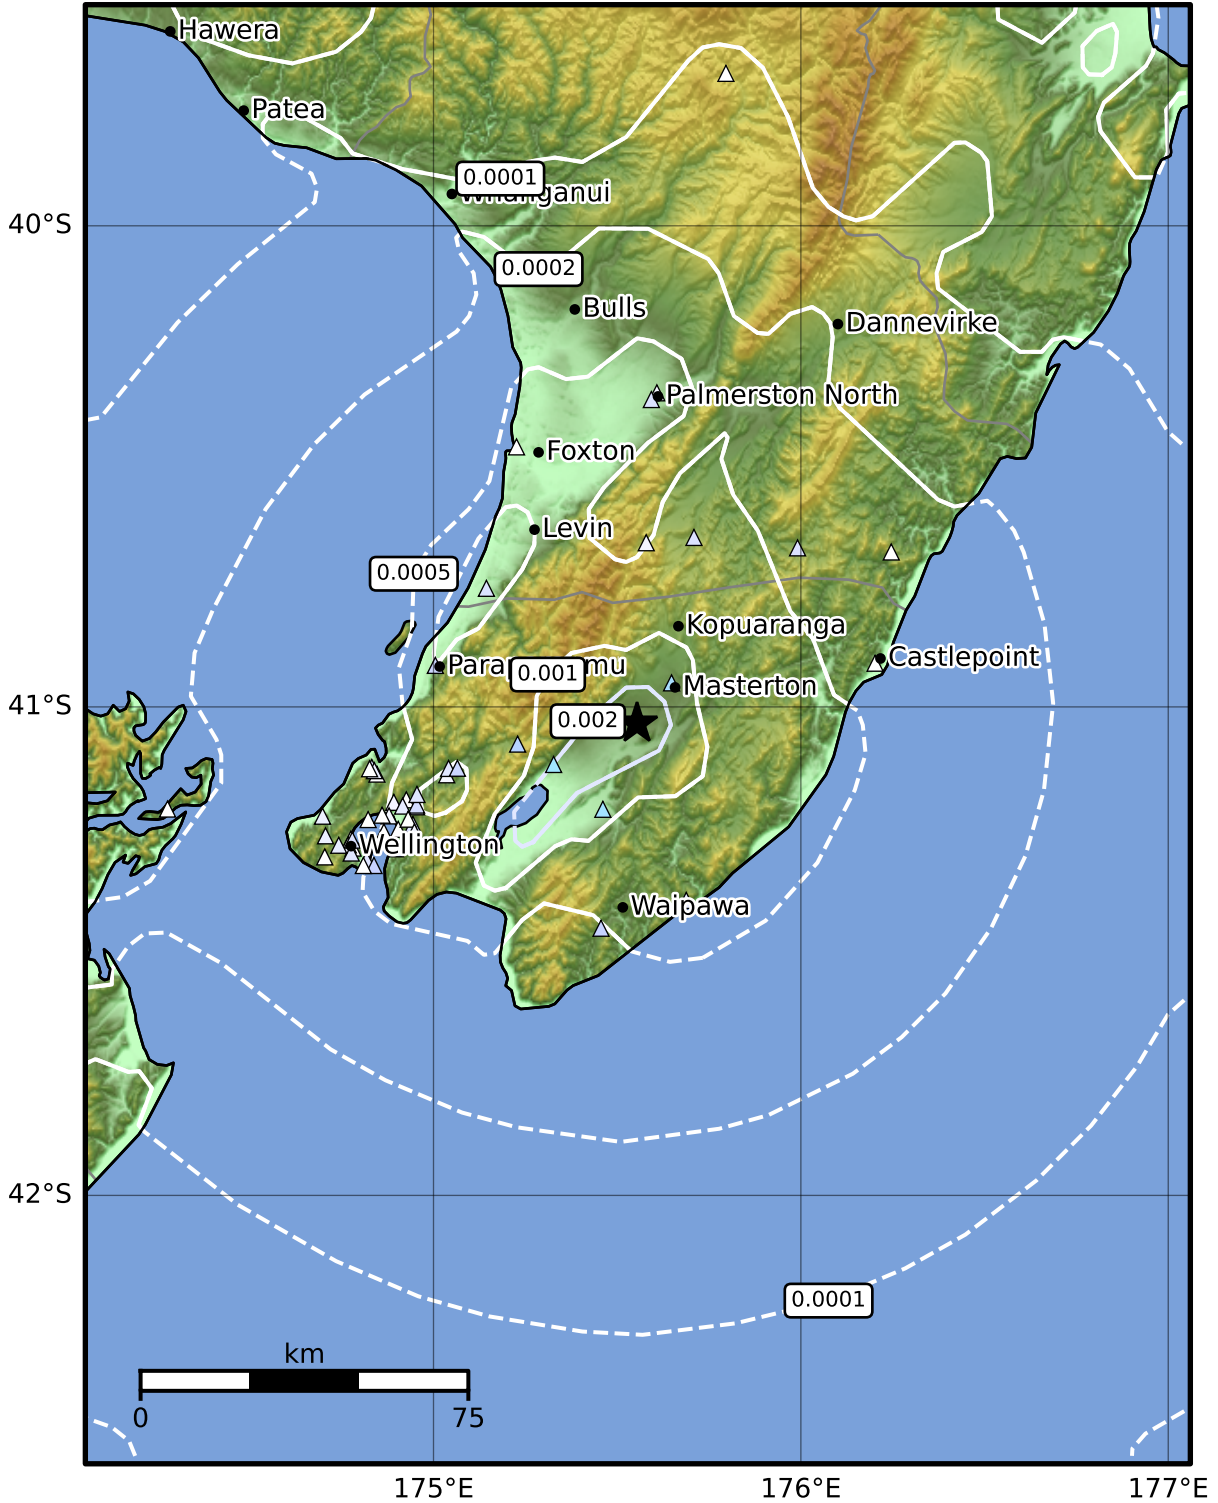 Hawera
Patea
0.0001
40°S
0.0002
Bulls
Dannevirke
Palmerston North
Foxton
Levin
0.0005
Kopuaranga
Castlepoint
0.001
Masterton
41°S
0.002
Wellington
Waipawa
42°S
0.0001
km
0
75
175°E
176°E
177°E